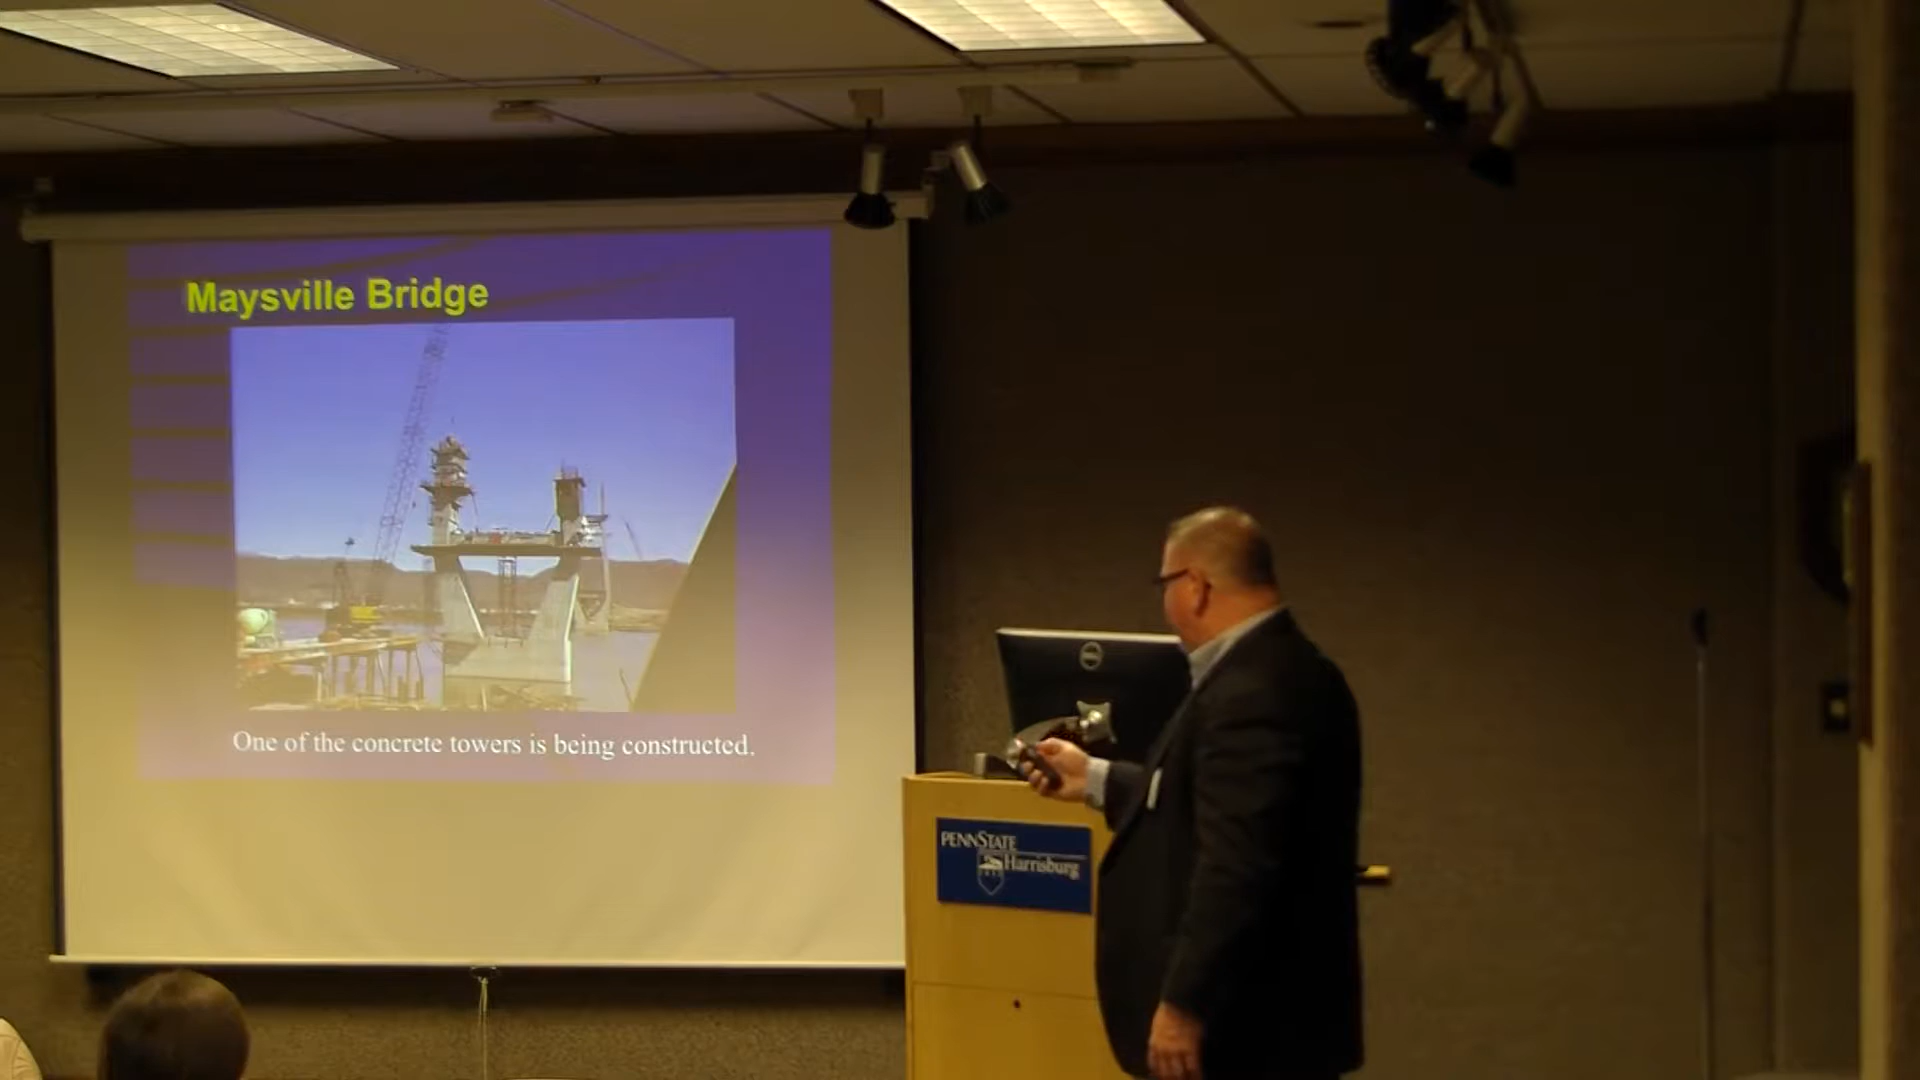 Maysville Bridge
One of the concrete towers is being constructed.
PENNSTATE
Harrisburg